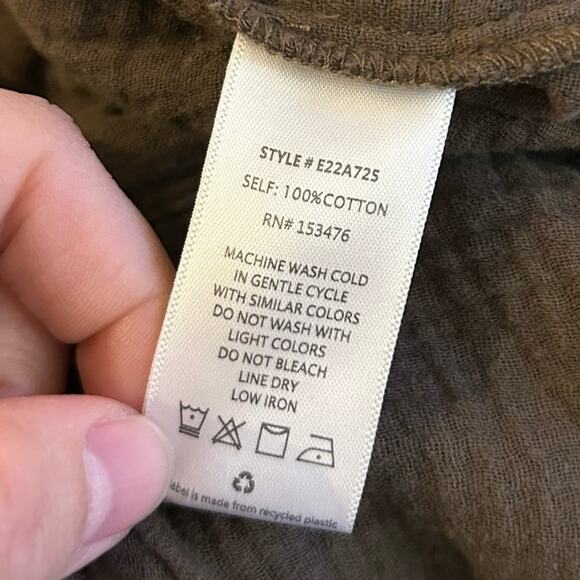 STYLE # E22A725
SELF: 100%COTTON
RN# 153476
MACHINE WASH COLD
IN GENTLE CYCLE
WITH SIMILAR COLORS
DO NOT WASH WITH
LIGHT COLORS
DO NOT BLEACH
LINE DRY
LOW IRON
label is made from recycled plastic